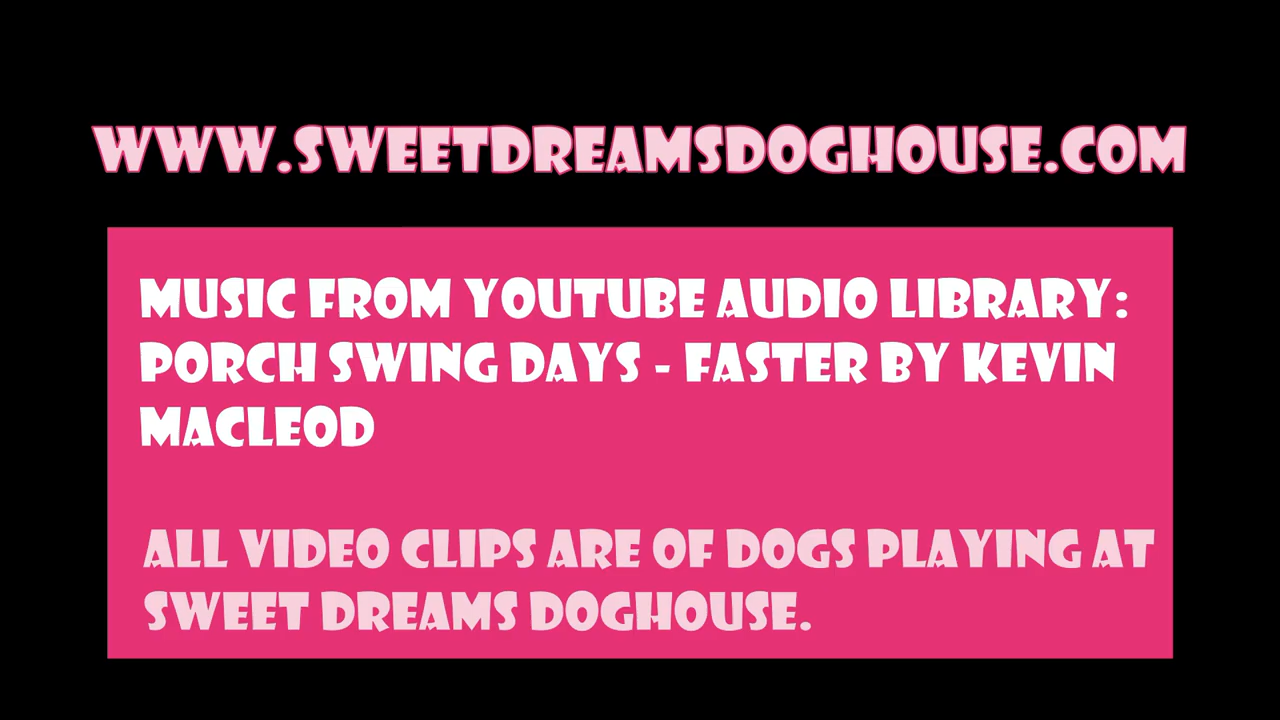 WWW.SWEETDREAMSDOGHOUSE.COM
MUSIC FROM YOUTUBE AUDIO LIBRARY:
PORCH SWING DAYS - FASTER BY KEVIN
MACLEOD
ALL VIDEO CLIPS ARE OF DOGS PLAYING AT
SWEET DREAMS DOGHOUSE.